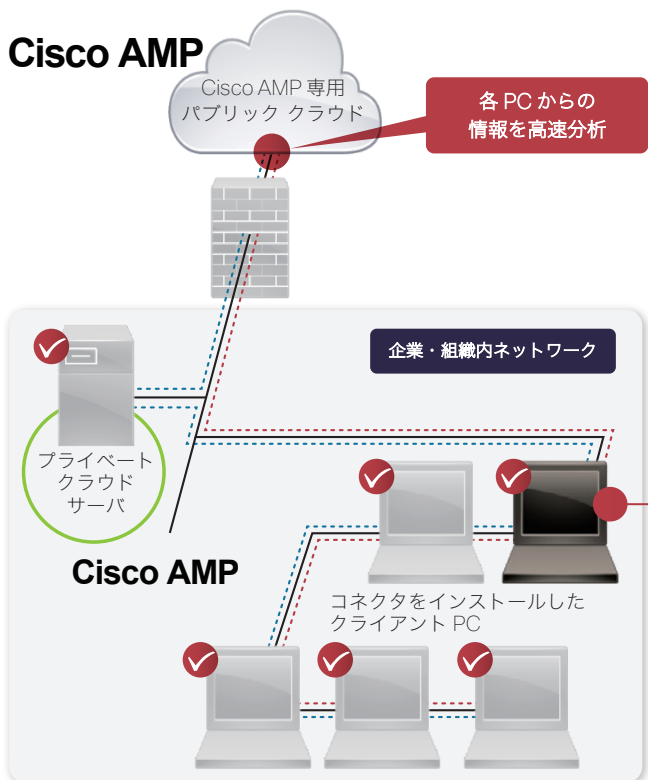 Cisco AMP
Cisco AMP 専用
パブリック クラウド
各 PC からの
情報を高速分析
企業・組織内ネットワーク
プライベート
クラウド
サーバ
Cisco AMP
コネクタをインストールした
クライアント PC